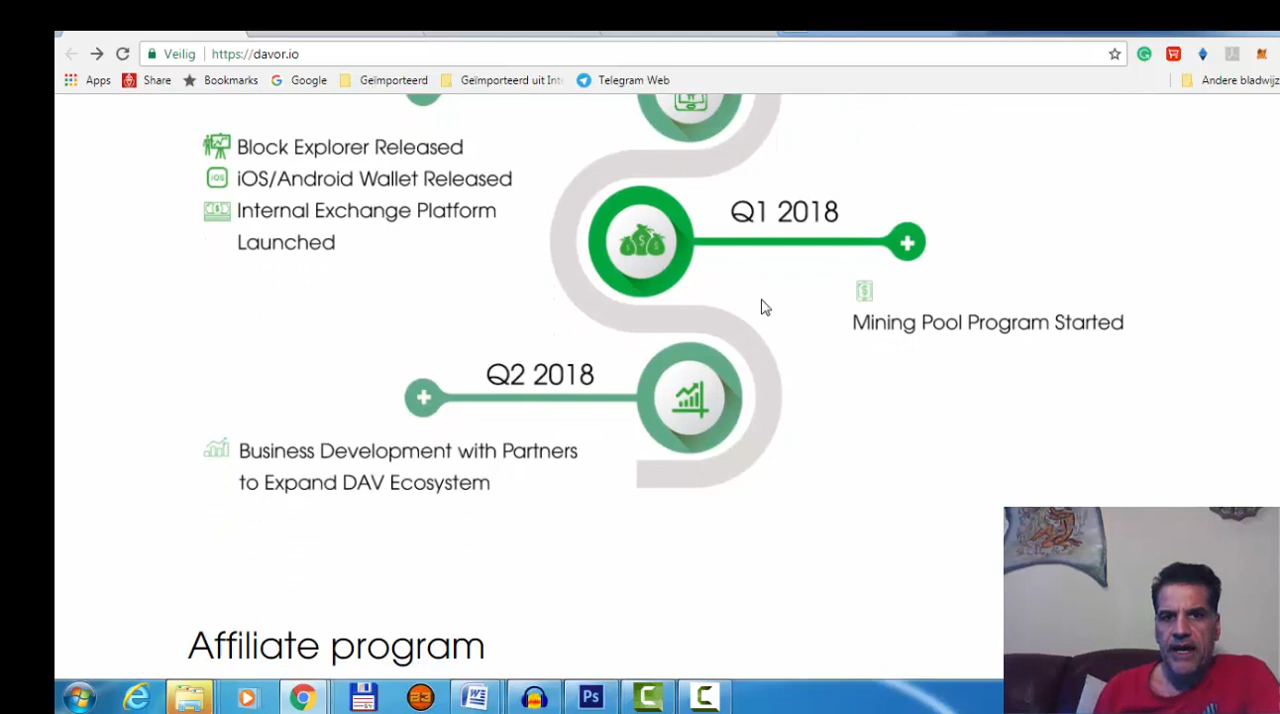 Veilig https://davor.io
Apps Share Bookmarks Google Geïmporteerd Geïmporteerd uit Int Telegram Web Andere bladwijz
Block Explorer Released
iOS/Android Wallet Released
Internal Exchange Platform
Launched
Q1 2018
Mining Pool Program Started
Q2 2018
Business Development with Partners
to Expand DAV Ecosystem
Affiliate program